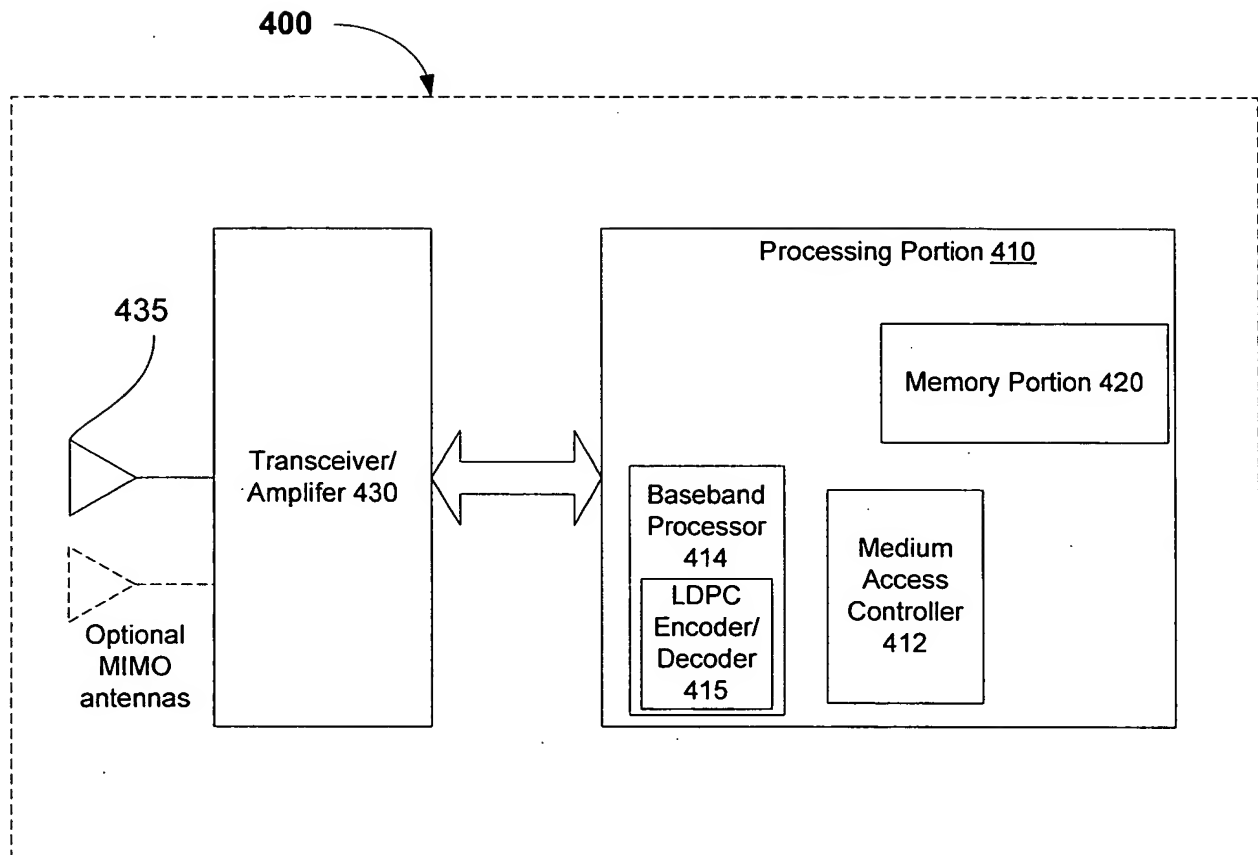 400
Processing Portion 410
435
Memory Portion 420
Transceiver/
Amplifer 430
Baseband
Processor
414
Medium
Access
Controller
412
LDPC
Encoder/
Decoder
415
Optional
MIMO
antennas